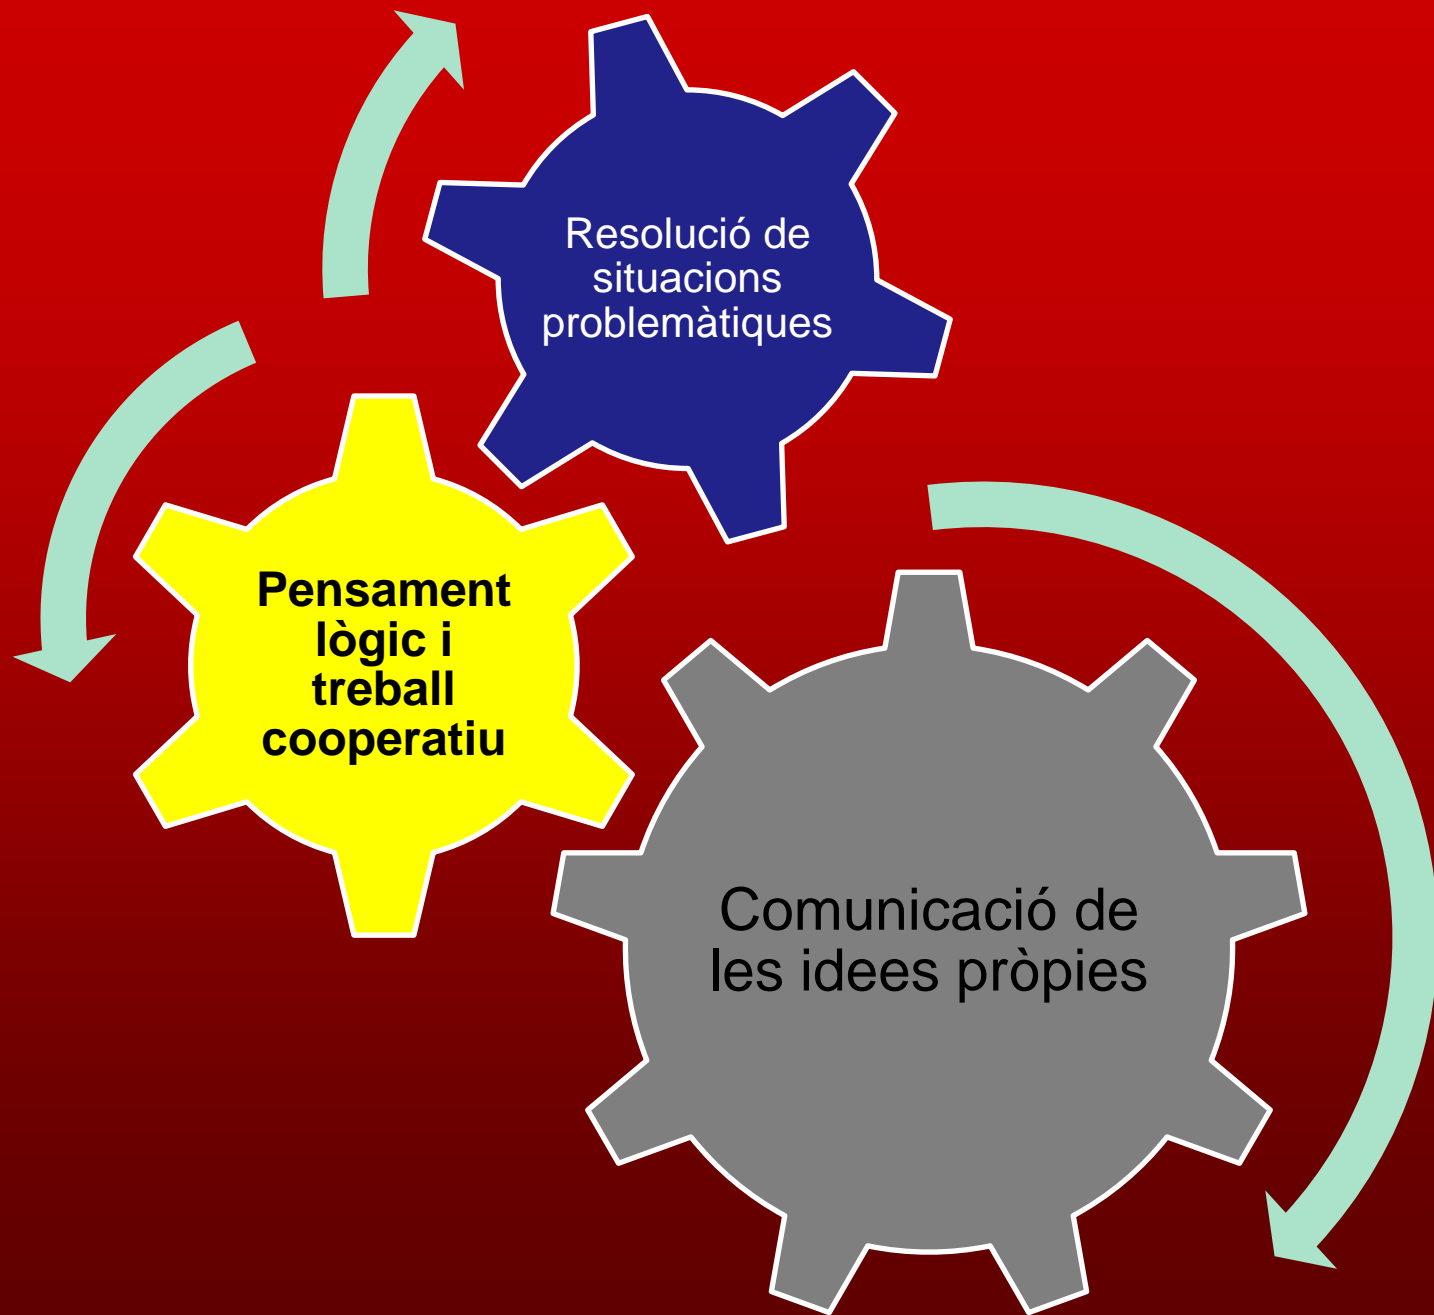 Resolució de
situacions
problemàtiques
Pensament
lògic i
treball
cooperatiu
Comunicació de
les idees pròpies